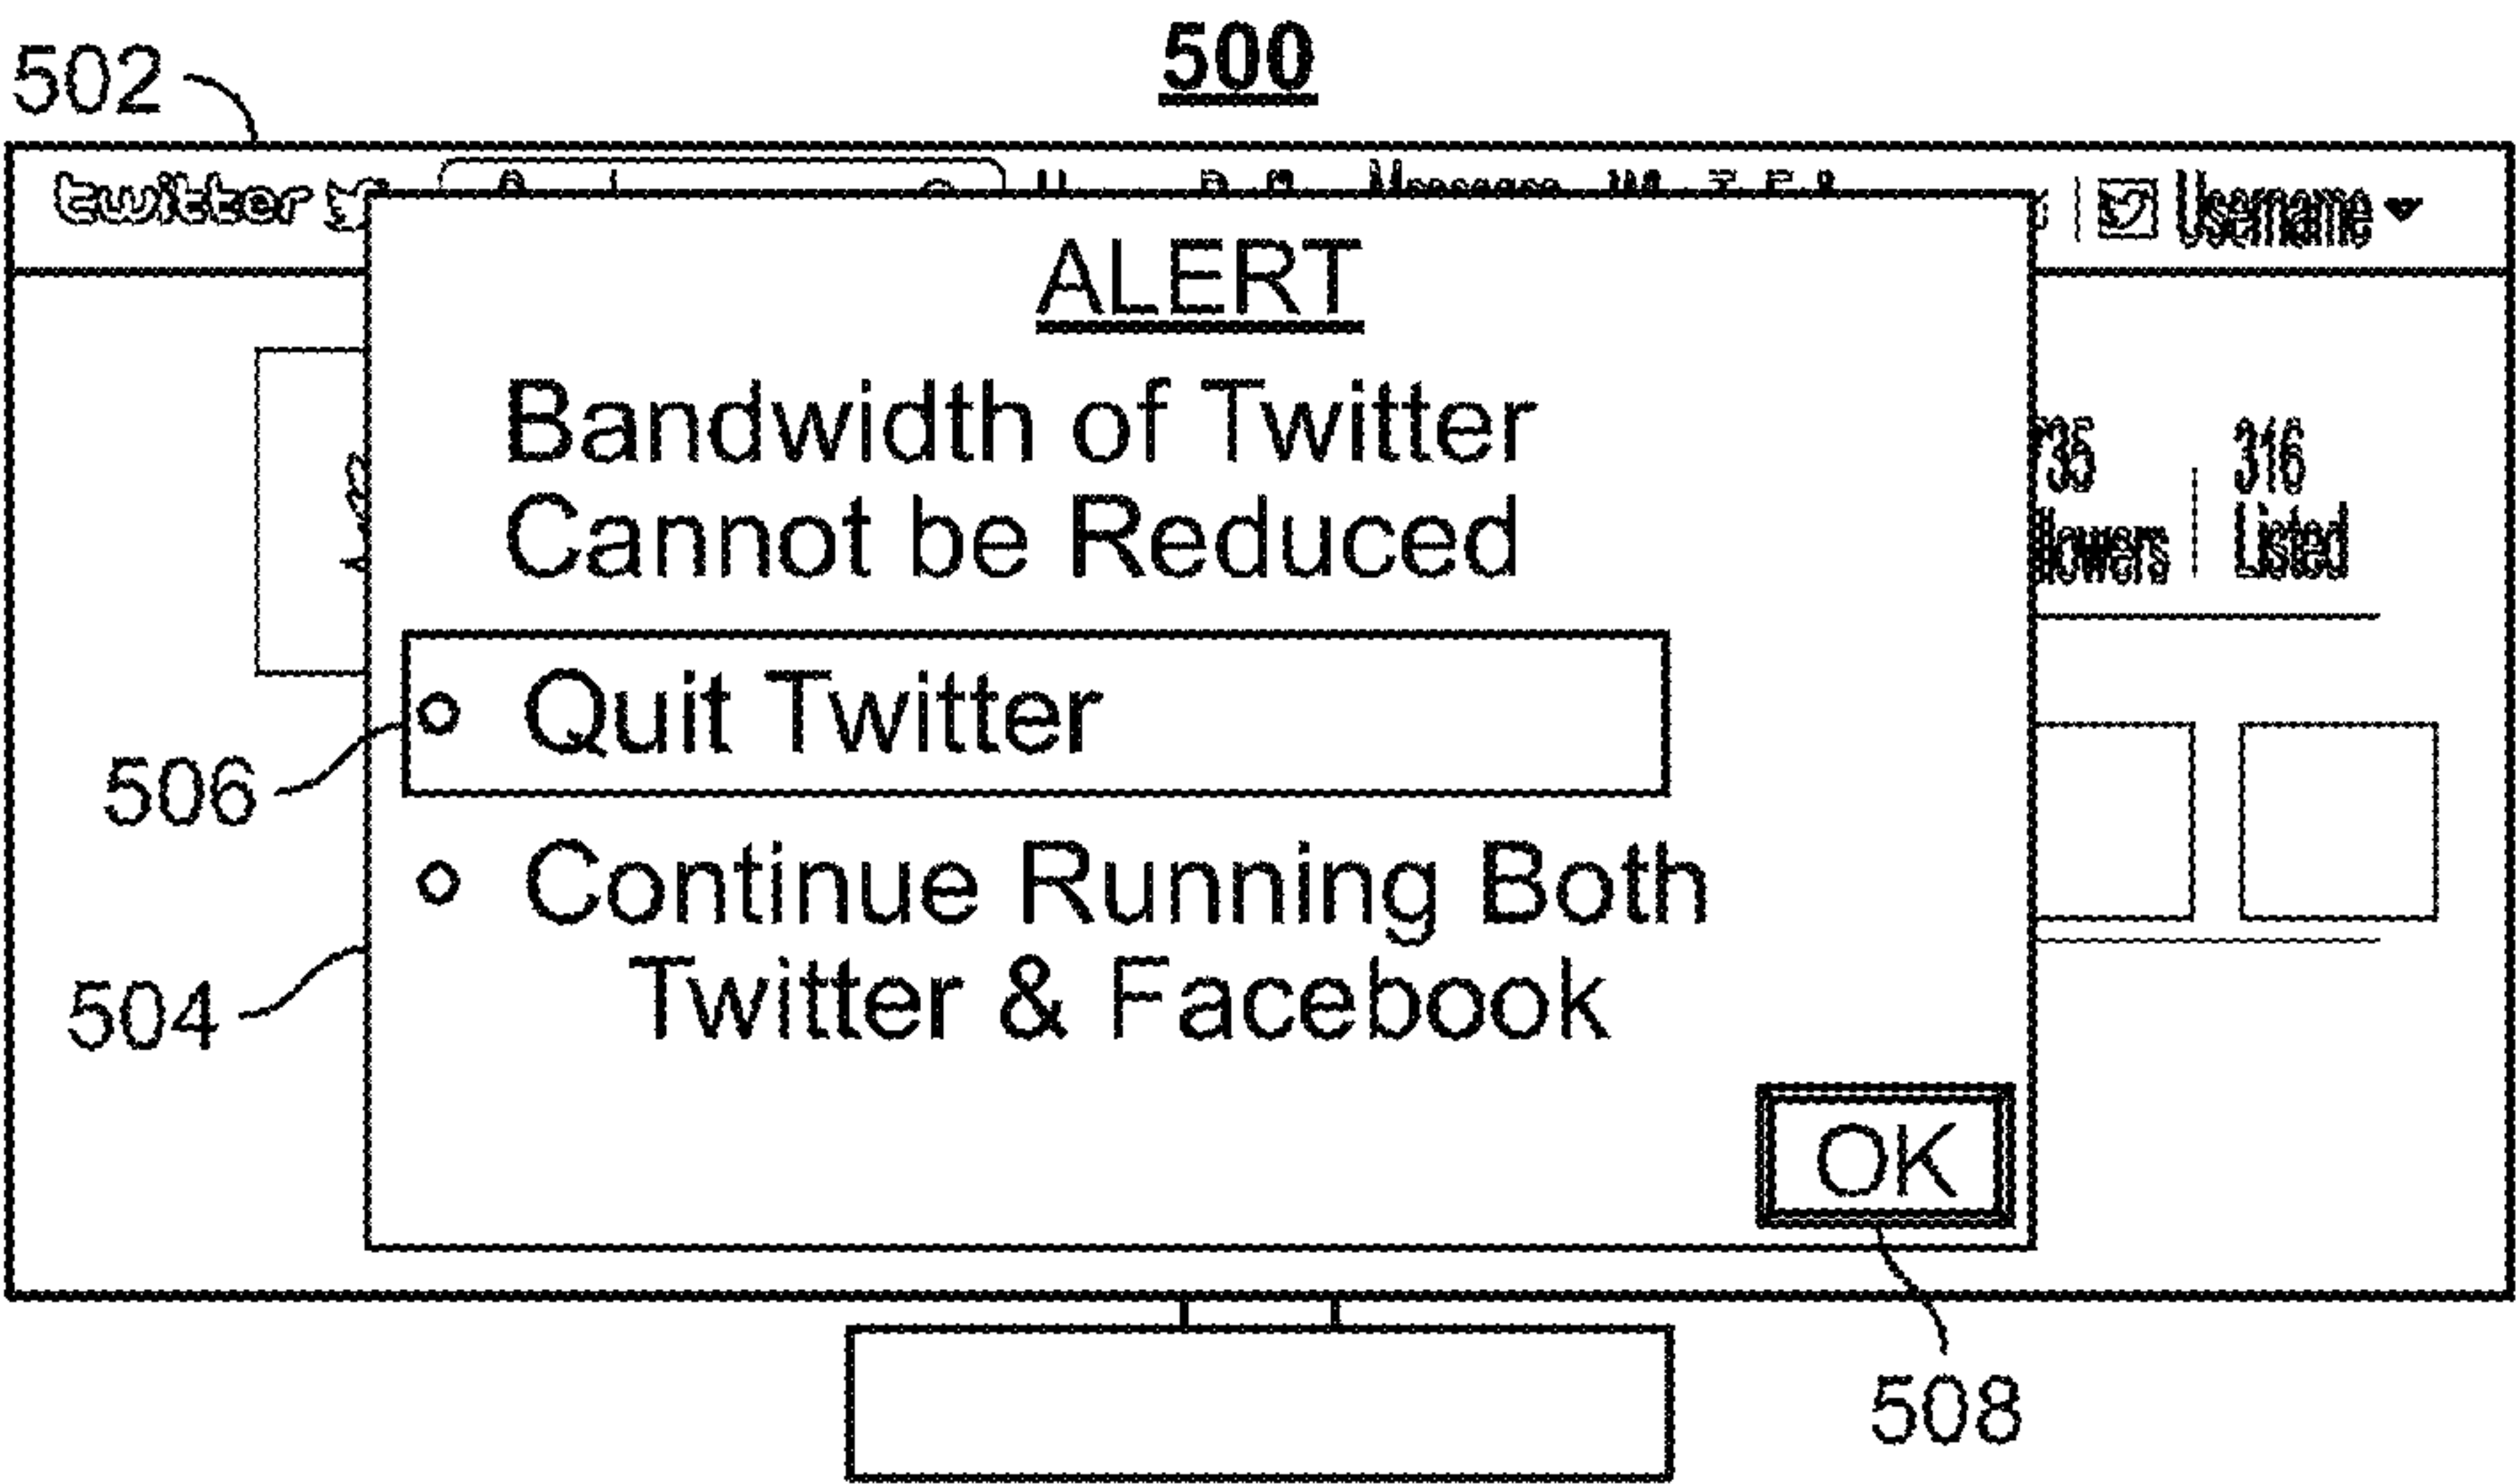 500
502
twitter
Username
ALERT
Bandwidth of Twitter
Cannot be Reduced
316
Listed
Quit Twitter
506
Continue Running Both
Twitter & Facebook
504
OK
508